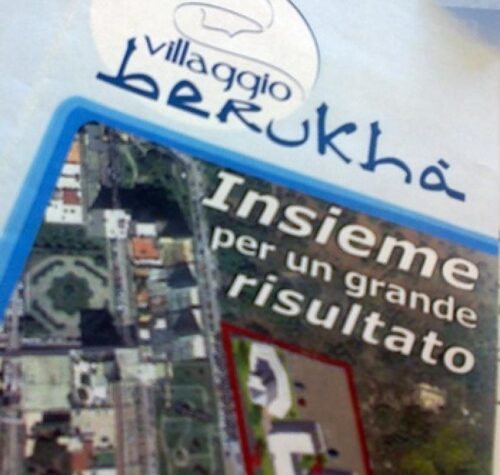 villaggio
berukhà
Insieme
per un grande
risultato